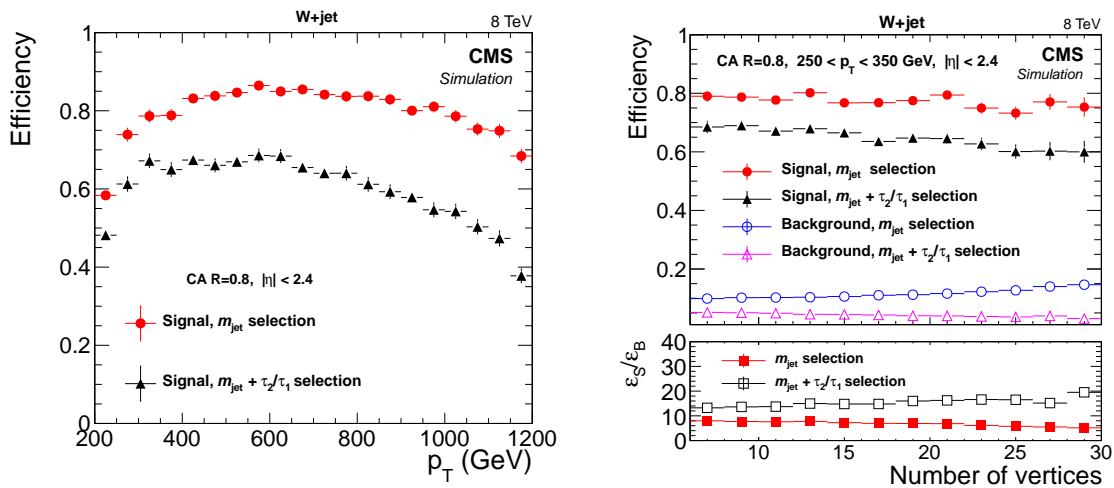 W+jet
8 TeV
CMS
Simulation
Efficiency
1
0.8
0.6
0.4
0.2
0
CA R=0.8, |η| < 2.4
Signal, m_jet selection
Signal, m_jet + τ₂/τ₁ selection
200 400 600 800 1000 1200
p_T (GeV)
W+jet
8 TeV
CA R=0.8, 250 < p_T < 350 GeV, |η| < 2.4
CMS
Simulation
Efficiency
1
0.8
0.6
0.4
0.2
Signal, m_jet selection
Signal, m_jet + τ₂/τ₁ selection
Background, m_jet selection
Background, m_jet + τ₂/τ₁ selection
ε_S/ε_B
40
30
20
10
0
m_jet selection
m_jet + τ₂/τ₁ selection
10 15 20 25 30
Number of vertices